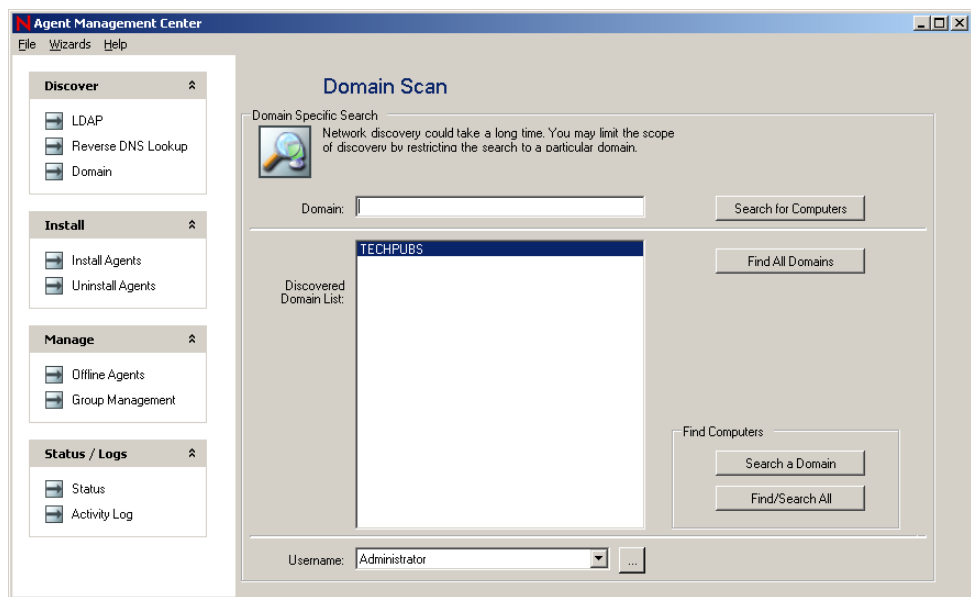 Agent Management Center
File Wizards Help
Discover
LDAP
Reverse DNS Lookup
Domain
Install
Install Agents
Uninstall Agents
Manage
Offline Agents
Group Management
Status / Logs
Status
Activity Log
Domain Scan
Domain Specific Search
Network discovery could take a long time. You may limit the scope
of discovery by restricting the search to a particular domain.
Domain:
Search for Computers
TECHPUBS
Find All Domains
Discovered
Domain List:
Find Computers
Search a Domain
Find/Search All
Username:
Administrator
...